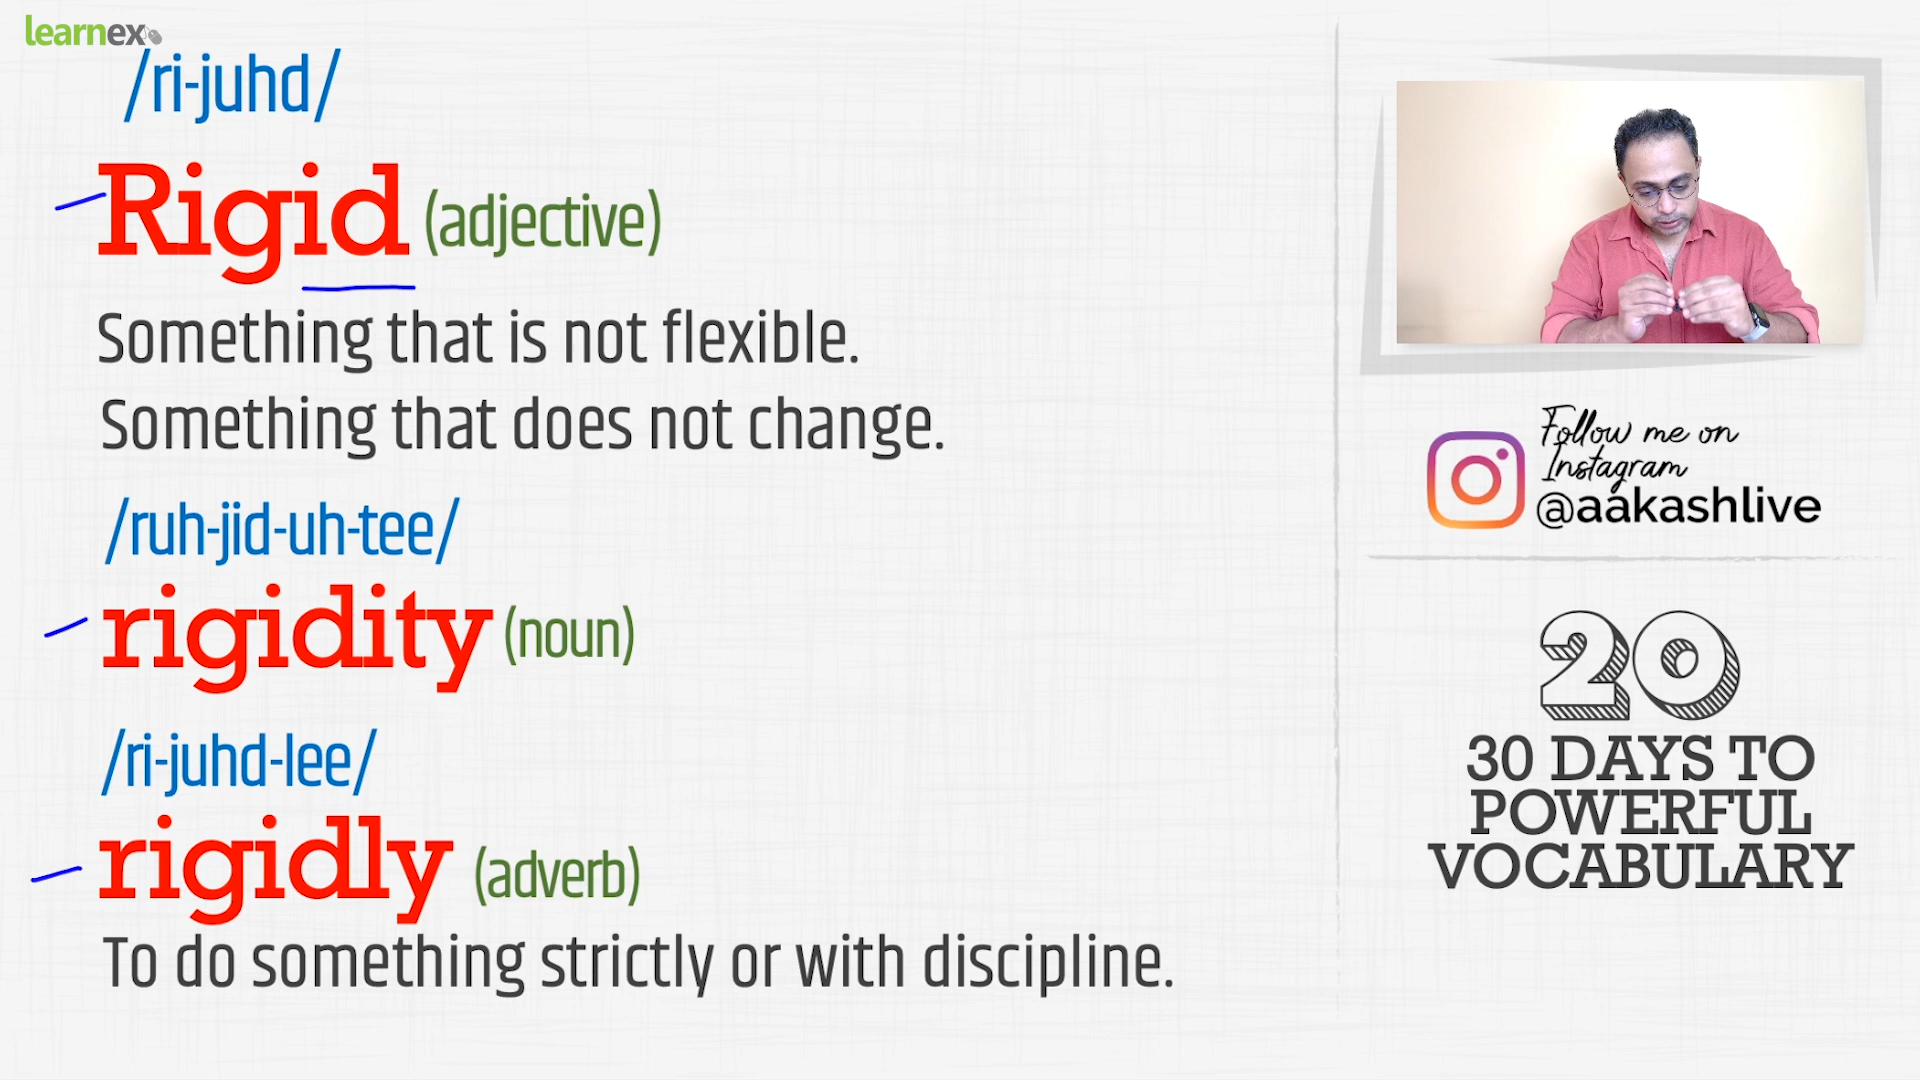 learnex
/ri-juhd/
Rigid (adjective)
Something that is not flexible.
Something that does not change.
/ruh-jid-uh-tee/
rigidity (noun)
/ri-juhd-lee/
rigidly (adverb)
To do something strictly or with discipline.
Follow me on
Instagram
@aakashlive
20
30 DAYS TO
POWERFUL
VOCABULARY